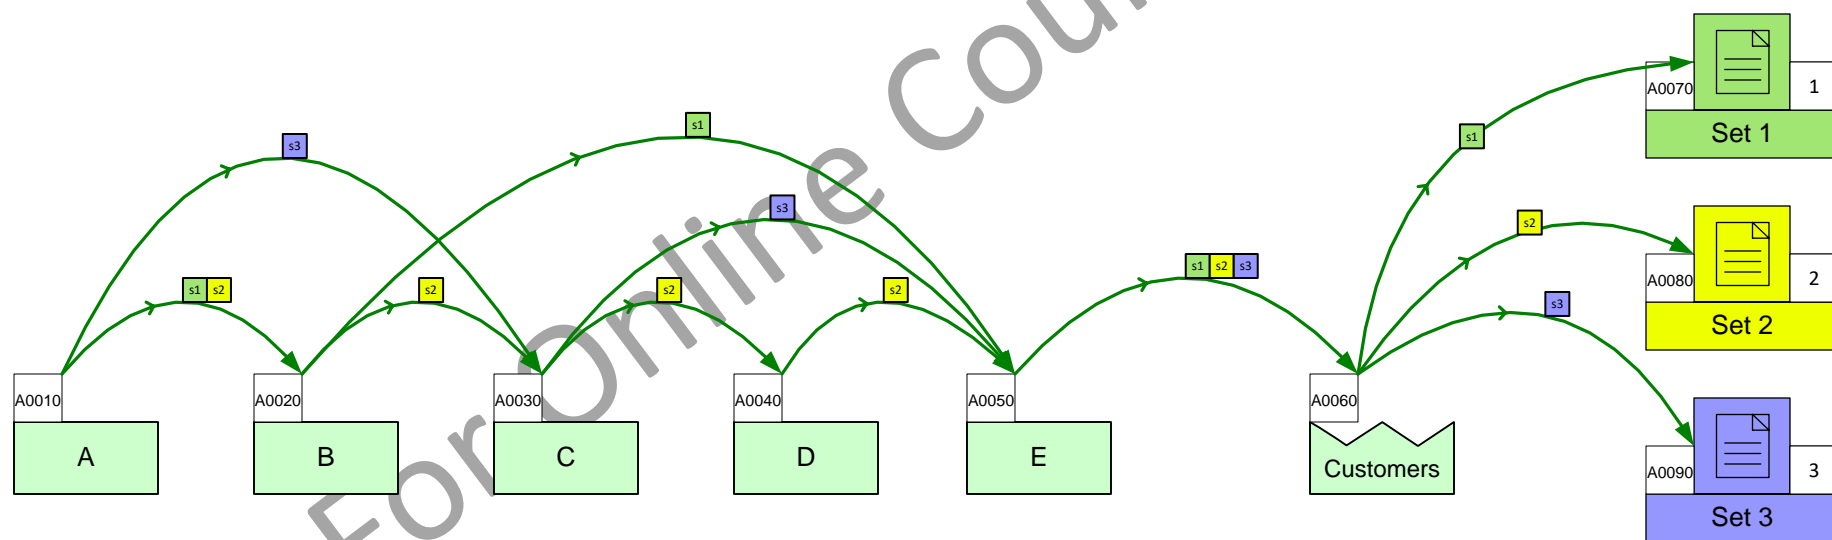 s3
s1
s3
s1 s2
s2
s2
s2
s1 s2 s3
s1
s2
s3
A0010
A
A0020
B
A0030
C
A0040
D
A0050
E
A0060
Customers
A0070
1
Set 1
A0080
2
Set 2
A0090
3
Set 3
For Online